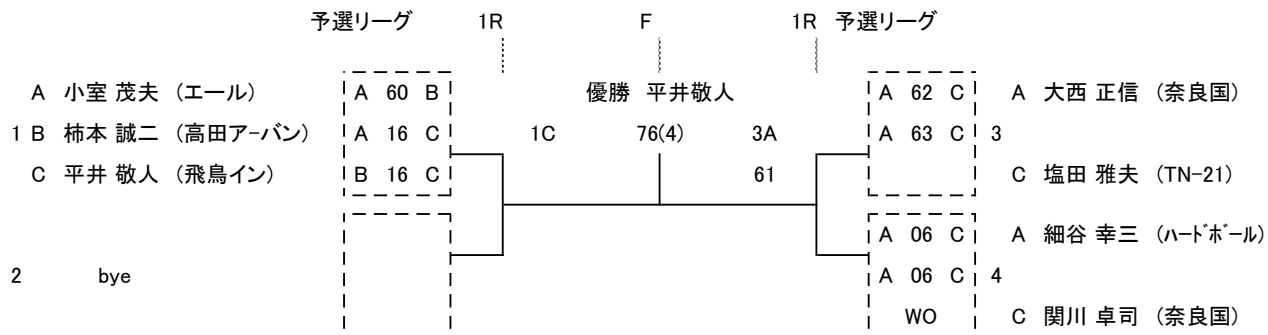 予選リーグ 1R F 1R 予選リーグ
A 小室 茂夫 (エール) A 60 B 優勝 平井敬人 A 62 C A 大西 正信 (奈良国)
1 B 柿本 誠二 (高田アーバン) A 16 C 1C 76(4) 3A A 63 C 3
C 平井 敬人 (飛鳥イン) B 16 C 61 C 塩田 雅夫 (TN-21)
A 06 C A 細谷 幸三 (ハードボール)
2 bye A 06 C 4
WO C 関川 卓司 (奈良国)